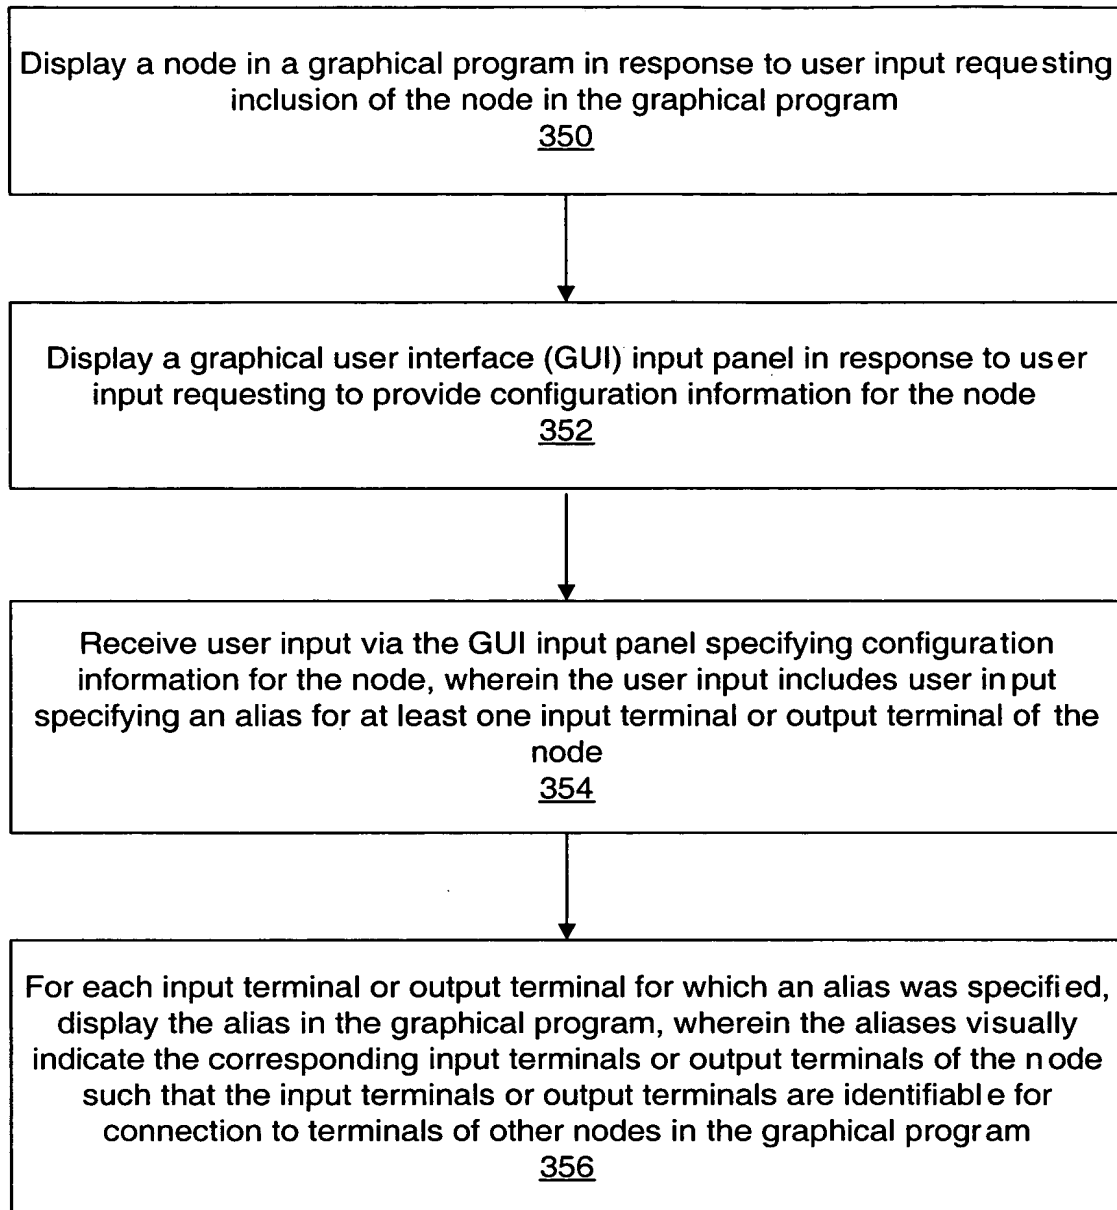 Display a node in a graphical program in response to user input requesting
inclusion of the node in the graphical program
350
Display a graphical user interface (GUI) input panel in response to user
input requesting to provide configuration information for the node
352
Receive user input via the GUI input panel specifying configuration
information for the node, wherein the user input includes user input
specifying an alias for at least one input terminal or output terminal of the
node
354
For each input terminal or output terminal for which an alias was specified,
display the alias in the graphical program, wherein the aliases visually
indicate the corresponding input terminals or output terminals of the node
such that the input terminals or output terminals are identifiable for
connection to terminals of other nodes in the graphical program
356